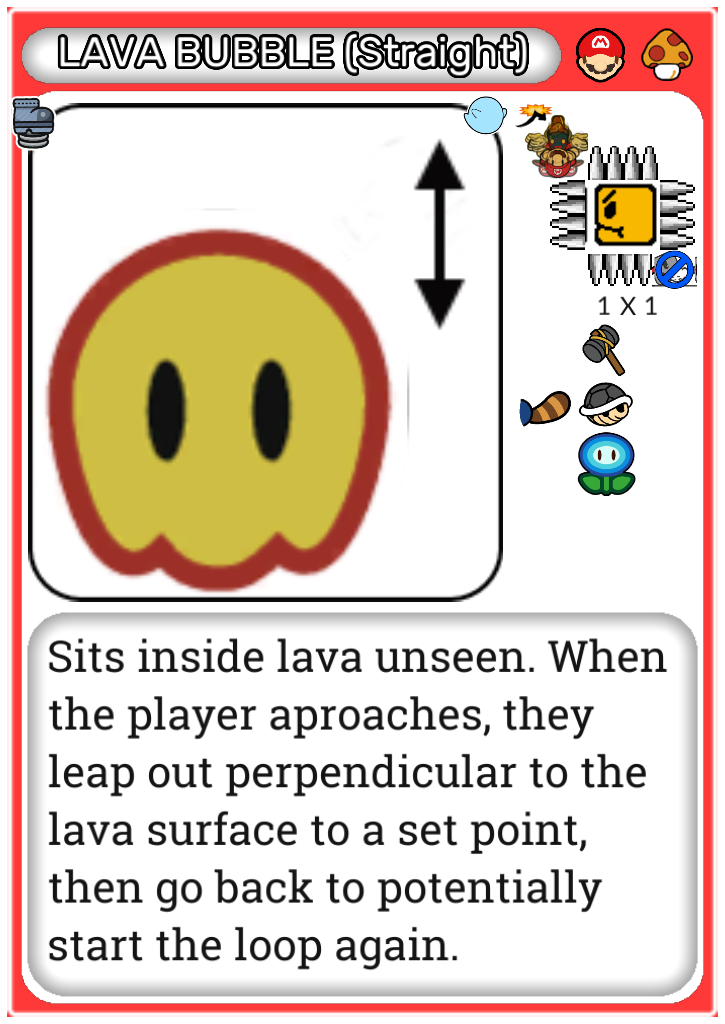 LAVA BUBBLE (Straight)
1 X 1
Sits inside lava unseen. When
the player aproaches, they
leap out perpendicular to the
lava surface to a set point,
then go back to potentially
start the loop again.